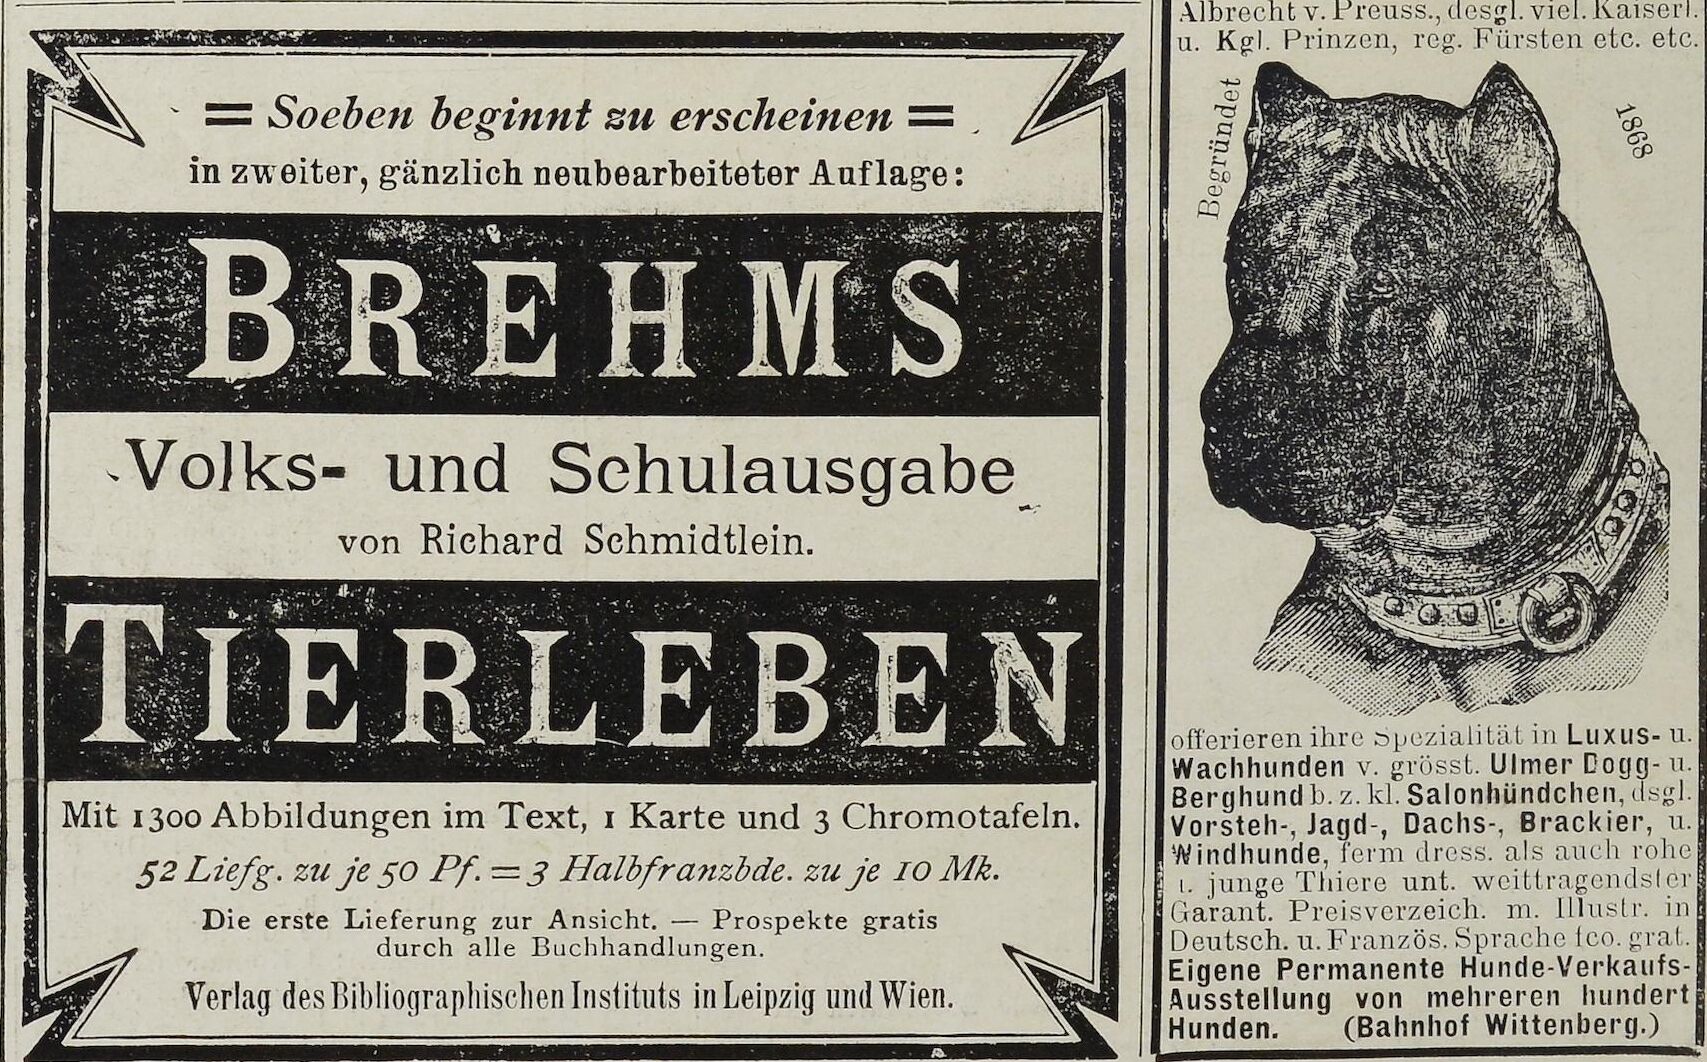 = Soeben beginnt zu erscheinen =
in zweiter, gänzlich neubearbeiteter Auflage:
BREHMS
Volks- und Schulausgabe
von Richard Schmidtlein.
TIERLEBEN
Mit 1300 Abbildungen im Text, 1 Karte und 3 Chromotafeln.
52 Liefg. zu je 50 Pf. = 3 Halbfranzbde. zu je 10 Mk.
Die erste Lieferung zur Ansicht. — Prospekte gratis
durch alle Buchhandlungen.
Verlag des Bibliographischen Instituts in Leipzig und Wien.
Albrecht v. Preuss., desgl. viel. Kaiserl.
u. Kgl. Prinzen, reg. Fürsten etc. etc.
Begründet
1868
offerieren ihre Spezialität in Luxus- u.
Wachhunden v. grösst. Ulmer Dogg- u.
Berghund b. z. kl. Salonhündchen, dsgl.
Vorsteh-, Jagd-, Dachs-, Brackier, u.
Windhunde, ferm dress. als auch rohe
i. junge Thiere unt. weittragendster
Garant. Preisverzeich. m. Illustr. in
Deutsch. u. Französ. Sprache fco. grat.
Eigene Permanente Hunde-Verkaufs-
Ausstellung von mehreren hundert
Hunden. (Bahnhof Wittenberg.)